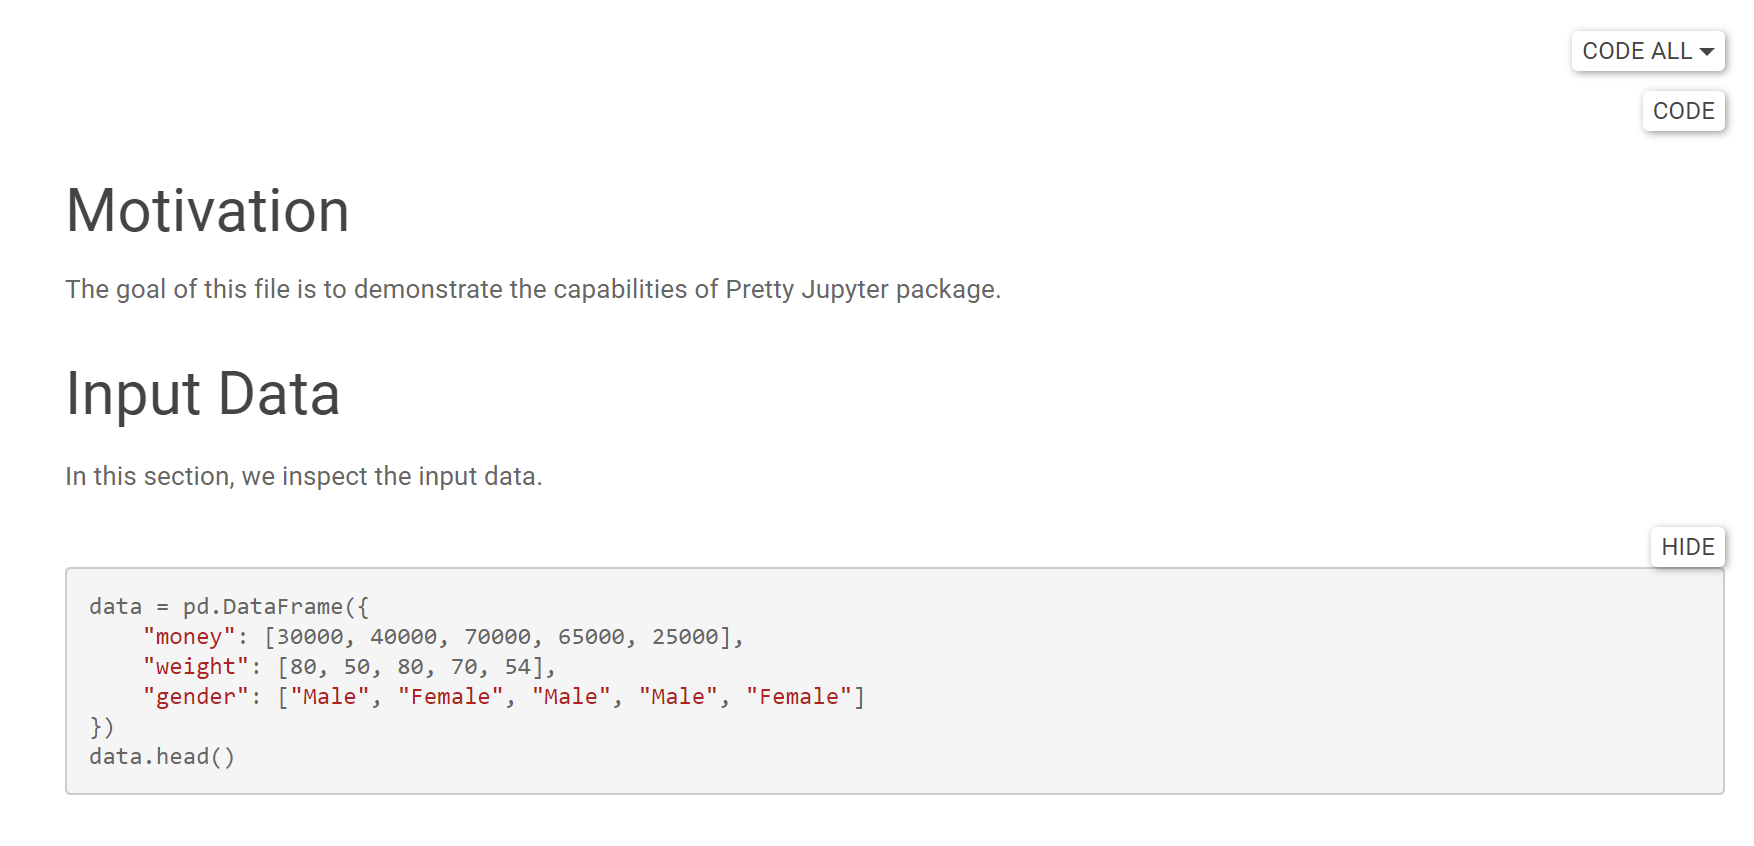 CODE ALL
CODE
Motivation
The goal of this file is to demonstrate the capabilities of Pretty Jupyter package.
Input Data
In this section, we inspect the input data.
HIDE
data = pd.DataFrame({
    "money": [30000, 40000, 70000, 65000, 25000],
    "weight": [80, 50, 80, 70, 54],
    "gender": ["Male", "Female", "Male", "Male", "Female"]
})
data.head()